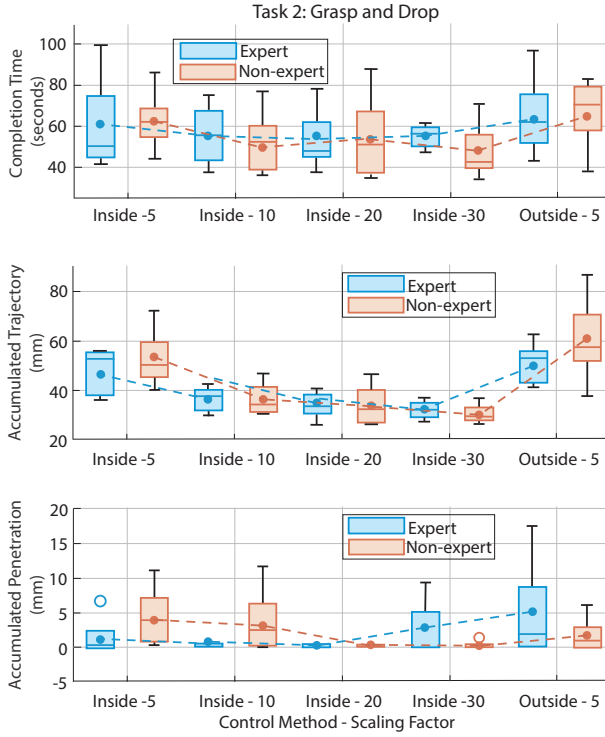 Task 2: Grasp and Drop
Completion Time
(seconds)
100
80
60
40
Expert
Non-expert
Inside -5
Inside - 10
Inside - 20
Inside -30
Outside - 5
Accumulated Trajectory
(mm)
80
60
40
20
Expert
Non-expert
Inside -5
Inside - 10
Inside - 20
Inside -30
Outside - 5
Accumulated Penetration
(mm)
20
15
10
5
0
-5
Expert
Non-expert
Inside -5
Inside - 10
Inside - 20
Inside -30
Outside - 5
Control Method - Scaling Factor